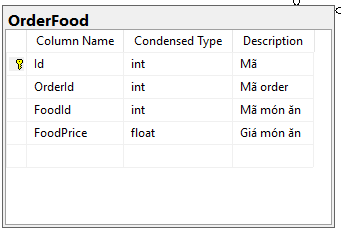 OrderFood
Column Name Condensed Type Description
Id int Mã
OrderId int Mã order
FoodId int Mã món ăn
FoodPrice float Giá món ăn